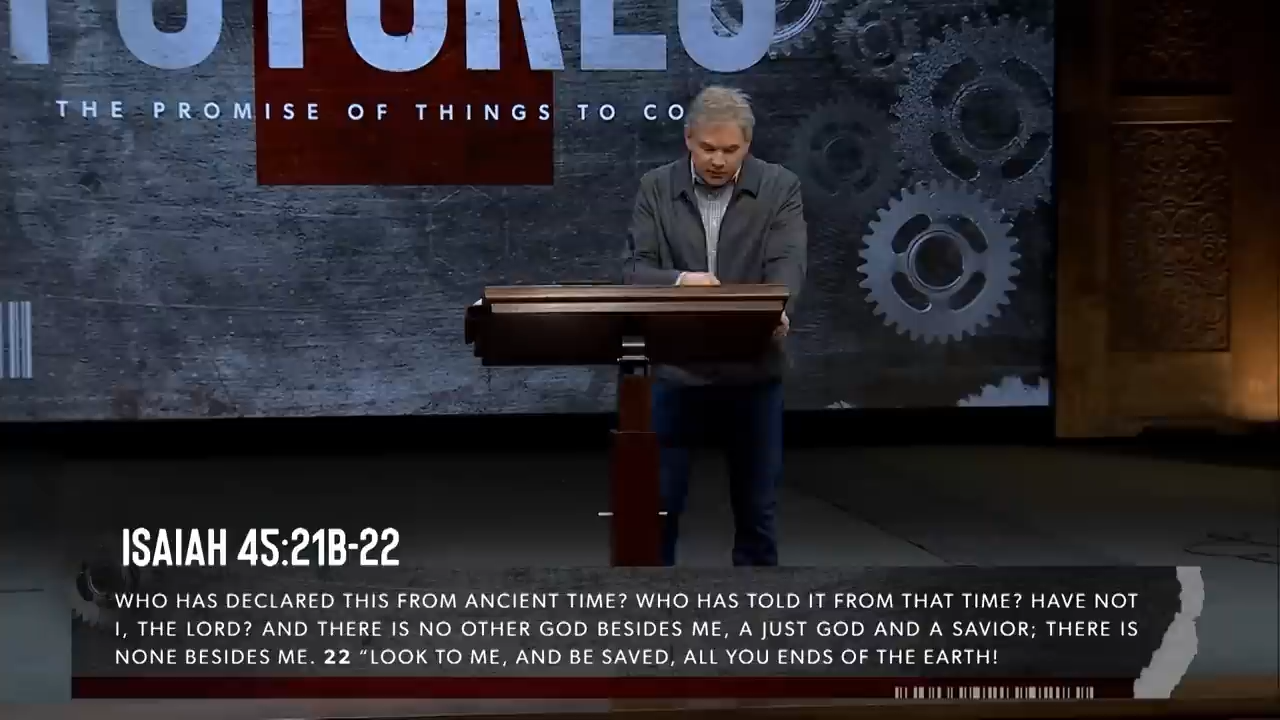 THE PROMISE OF THINGS TO CO
ISAIAH 45:21B-22
WHO HAS DECLARED THIS FROM ANCIENT TIME? WHO HAS TOLD IT FROM THAT TIME? HAVE NOT
I, THE LORD? AND THERE IS NO OTHER GOD BESIDES ME, A JUST GOD AND A SAVIOR; THERE IS
NONE BESIDES ME. 22 “LOOK TO ME, AND BE SAVED, ALL YOU ENDS OF THE EARTH!